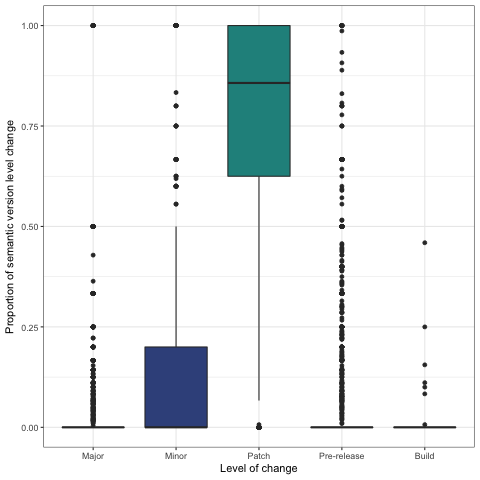 Proportion of semantic version level change
1.00
0.75
0.50
0.25
0.00
Major Minor Patch Pre-release Build
Level of change